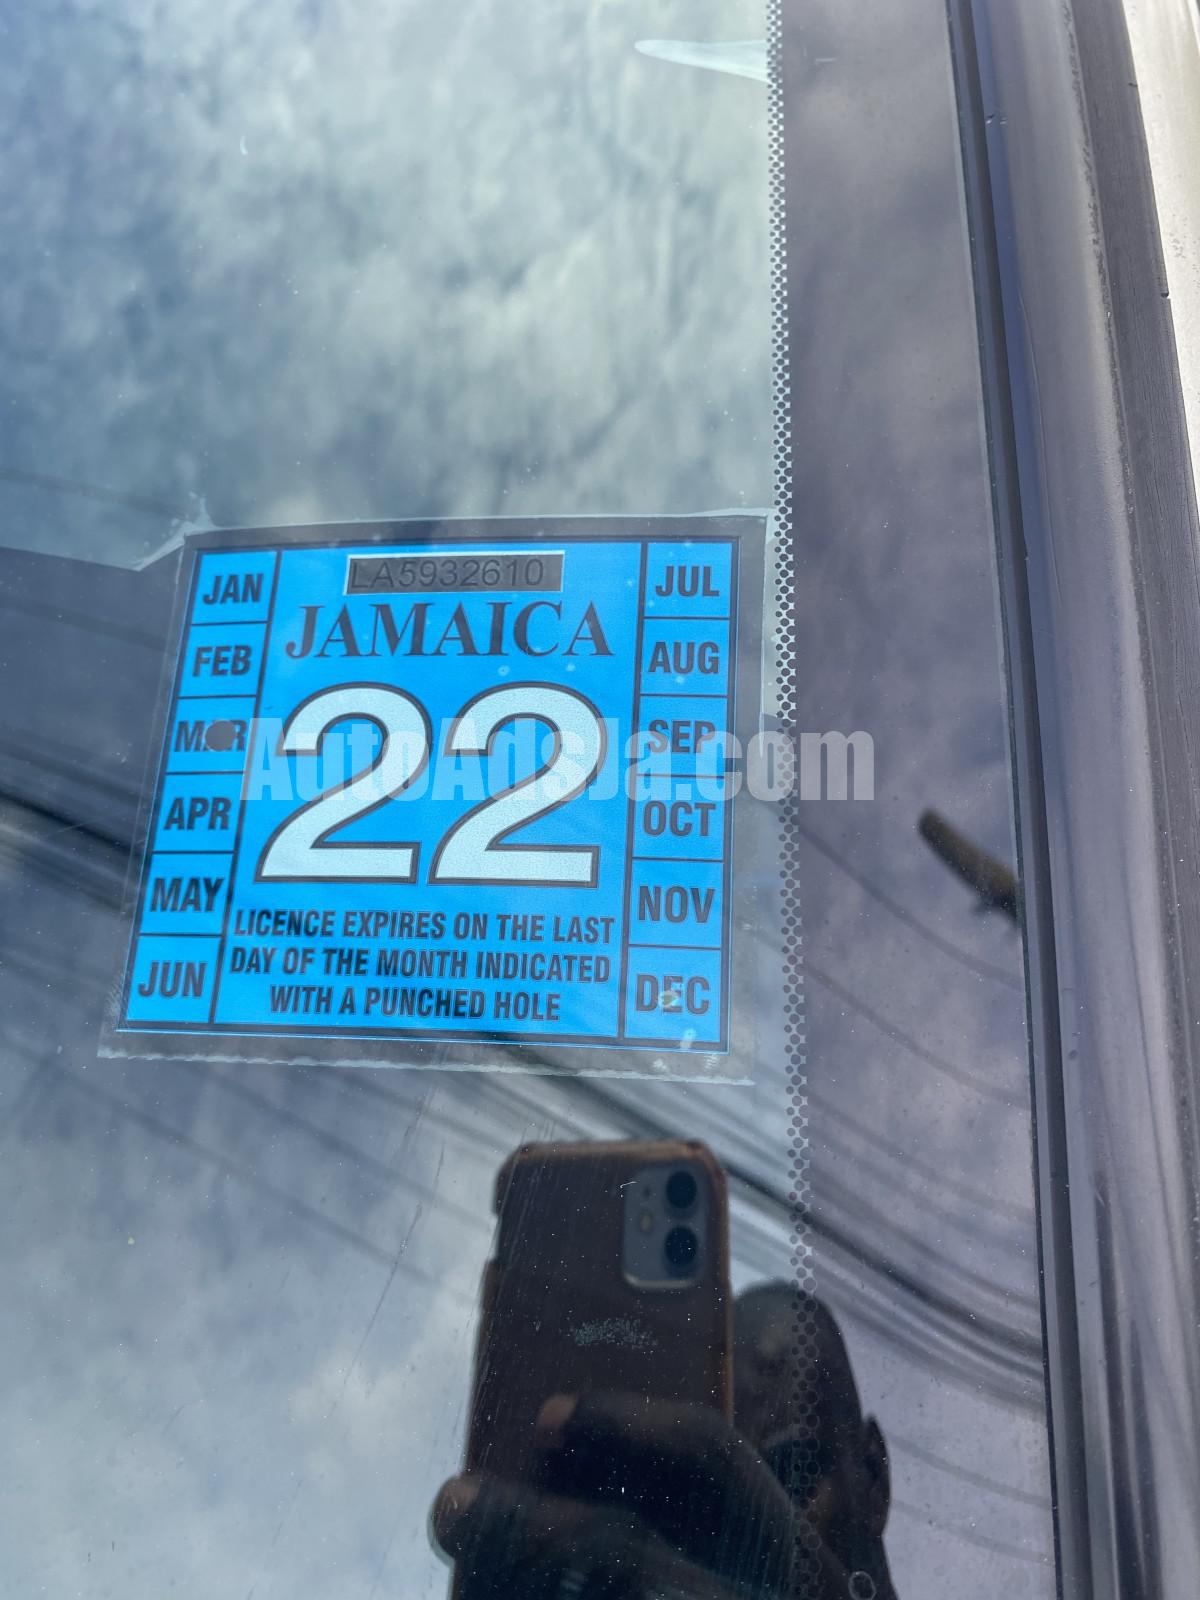 LA5932610
JAMAICA
JAN
FEB
MAR
APR
MAY
JUN
22
JUL
AUG
SEP
OCT
NOV
DEC
LICENCE EXPIRES ON THE LAST
DAY OF THE MONTH INDICATED
WITH A PUNCHED HOLE
AutoAdsJa.com